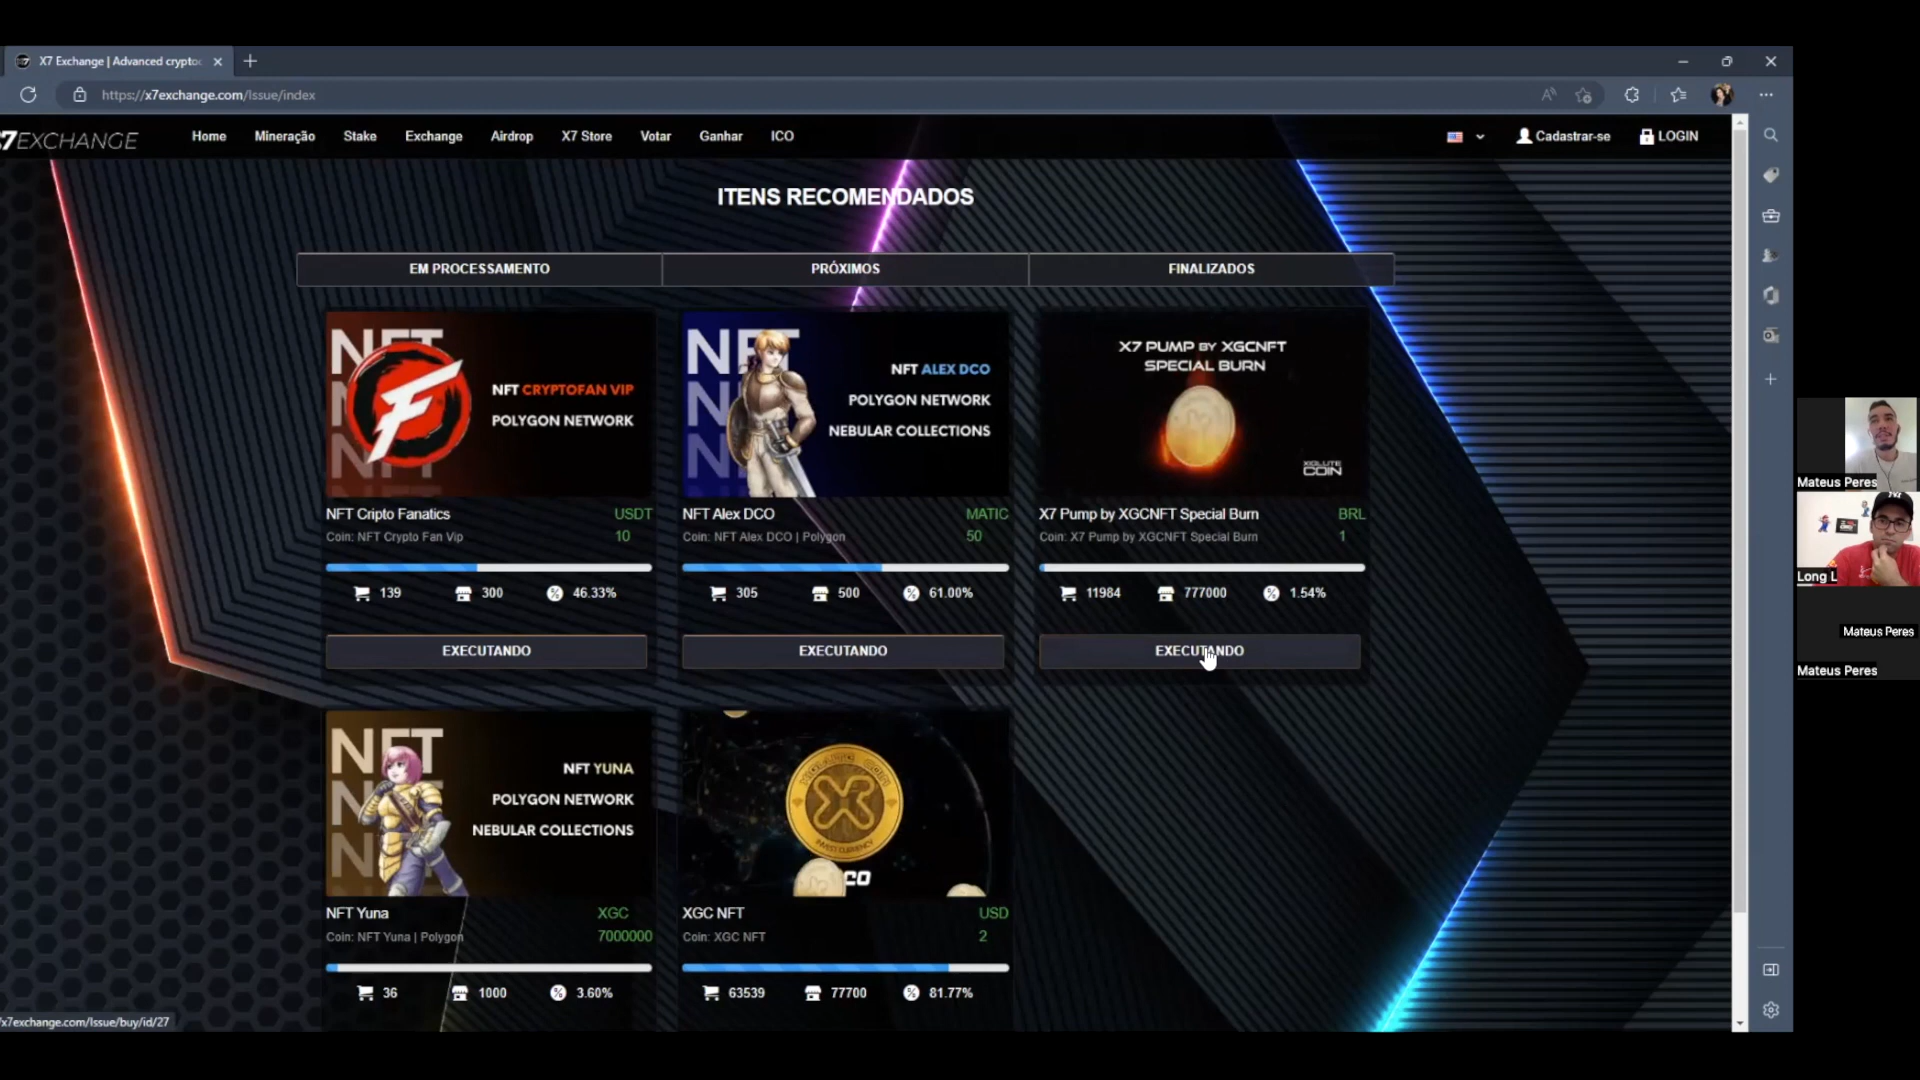 X7 Exchange | Advanced crypto
https://x7exchange.com/Issue/index
7EXCHANGE
Home
Mineração
Stake
Exchange
Airdrop
X7 Store
Votar
Ganhar
ICO
Cadastrar-se
LOGIN
ITENS RECOMENDADOS
EM PROCESSAMENTO
PRÓXIMOS
FINALIZADOS
NFT
NFT CRYPTOFAN VIP
POLYGON NETWORK
NFT Cripto Fanatics
USDT
Coin: NFT Crypto Fan Vip
10
139
300
46.33%
EXECUTANDO
NFT
NFT ALEX DCO
POLYGON NETWORK
NEBULAR COLLECTIONS
NFT Alex DCO
MATIC
Coin: NFT Alex DCO | Polygon
50
305
500
61.00%
EXECUTANDO
X7 PUMP BY XGCNFT
SPECIAL BURN
XGLUTE
COIN
X7 Pump by XGCNFT Special Burn
BRL
Coin: X7 Pump by XGCNFT Special Burn
1
11984
777000
1.54%
EXECUTANDO
NFT
NFT YUNA
POLYGON NETWORK
NEBULAR COLLECTIONS
NFT Yuna
XGC
Coin: NFT Yuna | Polygon
7000000
36
1000
3.60%
XGC NFT
USD
Coin: XGC NFT
2
63539
77700
81.77%
x7exchange.com/Issue/buy/id/27
Mateus Peres
Long L
Mateus Peres
Mateus Peres